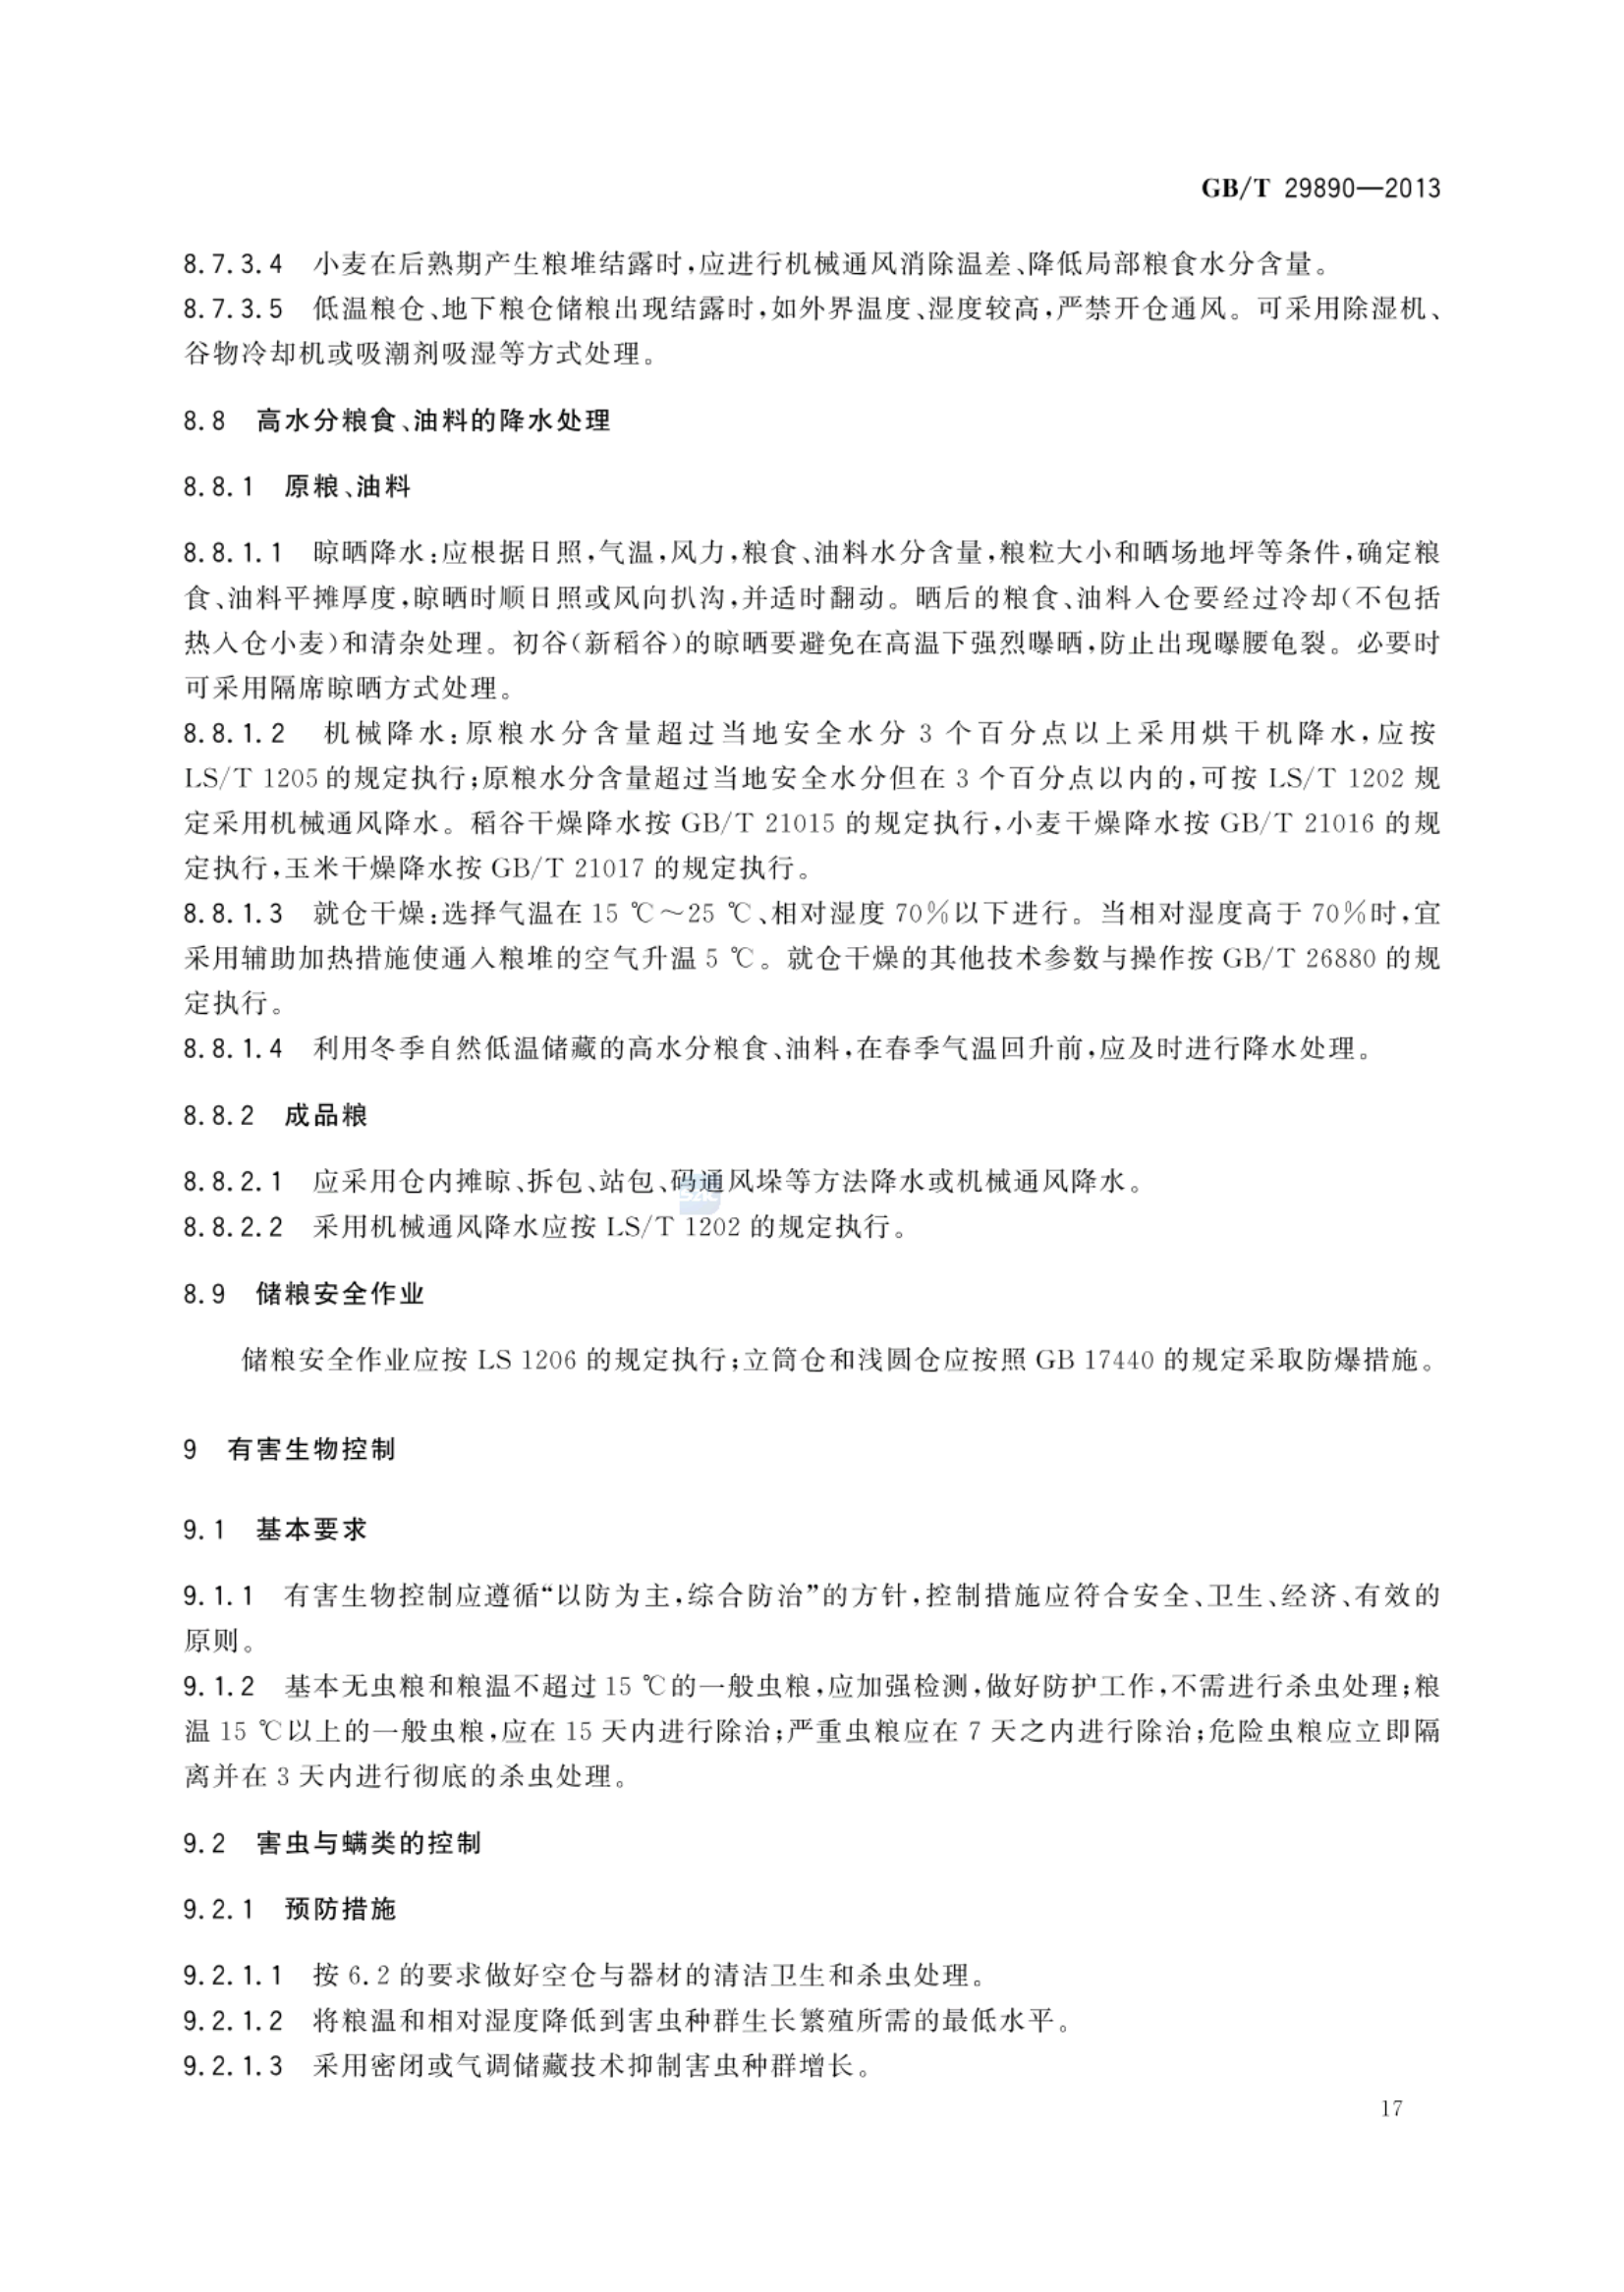 GB/T 29890—2013
8.7.3.4 小麦在后熟期产生粮堆结露时,应进行机械通风消除温差、降低局部粮食水分含量。
8.7.3.5 低温粮仓、地下粮仓储粮出现结露时,如外界温度、湿度较高,严禁开仓通风。可采用除湿机、
谷物冷却机或吸潮剂吸湿等方式处理。
8.8 高水分粮食、油料的降水处理
8.8.1 原粮、油料
8.8.1.1 晾晒降水:应根据日照,气温,风力,粮食、油料水分含量,粮粒大小和晒场地坪等条件,确定粮
食、油料平摊厚度,晾晒时顺日照或风向扒沟,并适时翻动。晒后的粮食、油料入仓要经过冷却(不包括
热入仓小麦)和清杂处理。初谷(新稻谷)的晾晒要避免在高温下强烈曝晒,防止出现曝腰龟裂。必要时
可采用隔席晾晒方式处理。
8.8.1.2 机械降水:原粮水分含量超过当地安全水分 3 个百分点以上采用烘干机降水,应按
LS/T 1205 的规定执行;原粮水分含量超过当地安全水分但在 3 个百分点以内的,可按 LS/T 1202 规
定采用机械通风降水。稻谷干燥降水按 GB/T 21015 的规定执行,小麦干燥降水按 GB/T 21016 的规
定执行,玉米干燥降水按 GB/T 21017 的规定执行。
8.8.1.3 就仓干燥:选择气温在 15 ℃~25 ℃、相对湿度 70%以下进行。当相对湿度高于 70%时,宜
采用辅助加热措施使通入粮堆的空气升温 5 ℃。就仓干燥的其他技术参数与操作按 GB/T 26880 的规
定执行。
8.8.1.4 利用冬季自然低温储藏的高水分粮食、油料,在春季气温回升前,应及时进行降水处理。
8.8.2 成品粮
8.8.2.1 应采用仓内摊晾、拆包、站包、码通风垛等方法降水或机械通风降水。
8.8.2.2 采用机械通风降水应按 LS/T 1202 的规定执行。
8.9 储粮安全作业
储粮安全作业应按 LS 1206 的规定执行;立筒仓和浅圆仓应按照 GB 17440 的规定采取防爆措施。
9 有害生物控制
9.1 基本要求
9.1.1 有害生物控制应遵循“以防为主,综合防治”的方针,控制措施应符合安全、卫生、经济、有效的
原则。
9.1.2 基本无虫粮和粮温不超过 15 ℃的一般虫粮,应加强检测,做好防护工作,不需进行杀虫处理;粮
温 15 ℃以上的一般虫粮,应在 15 天内进行除治;严重虫粮应在 7 天之内进行除治;危险虫粮应立即隔
离并在 3 天内进行彻底的杀虫处理。
9.2 害虫与螨类的控制
9.2.1 预防措施
9.2.1.1 按 6.2 的要求做好空仓与器材的清洁卫生和杀虫处理。
9.2.1.2 将粮温和相对湿度降低到害虫种群生长繁殖所需的最低水平。
9.2.1.3 采用密闭或气调储藏技术抑制害虫种群增长。
17